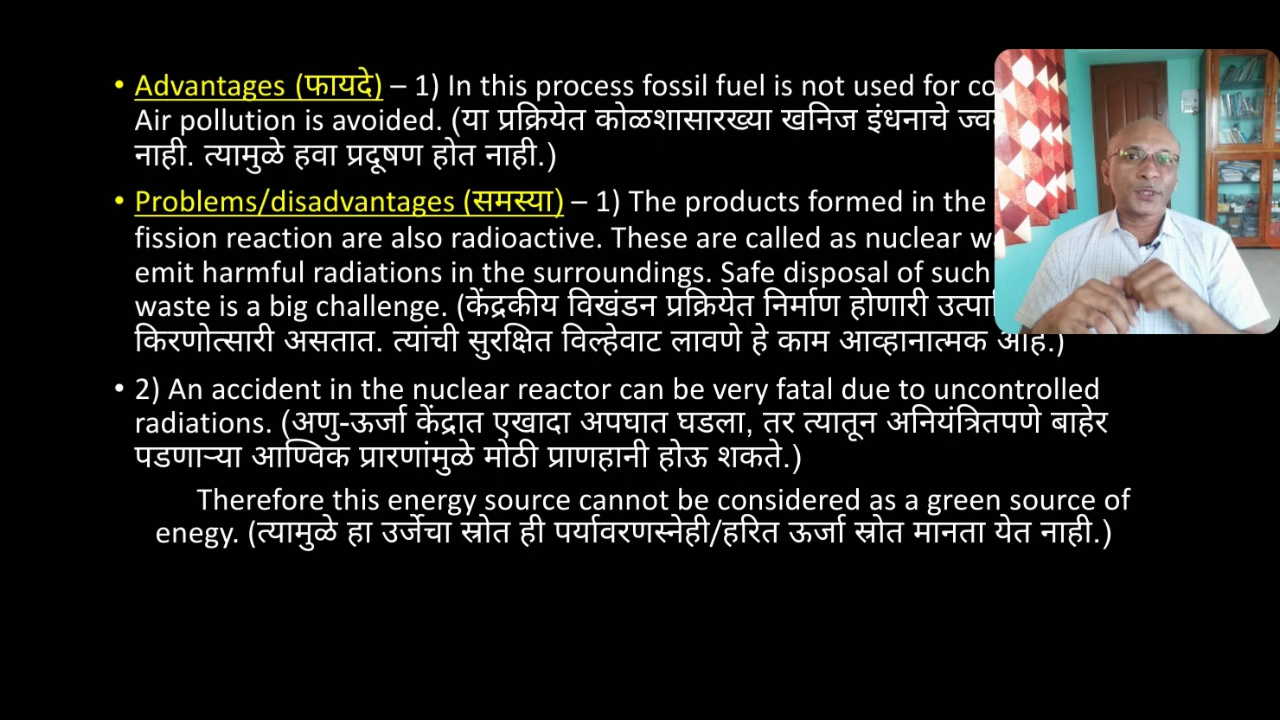 • Advantages (फायदे) – 1) In this process fossil fuel is not used for
Air pollution is avoided. (या प्रक्रियेत कोळशासारख्या खनिज इंधनाचे
नाही. त्यामुळे हवा प्रदूषण होत नाही.)
• Problems/disadvantages (समस्या) – 1) The products formed in the
fission reaction are also radioactive. These are called as nuclear
emit harmful radiations in the surroundings. Safe disposal of such
waste is a big challenge. (केंद्रकीय विखंडन प्रक्रियेत निर्माण होणारी
किरणोत्सारी असतात. त्यांची सुरक्षित विल्हेवाट लावणे हे काम आव्हानात्मक आहे.)
• 2) An accident in the nuclear reactor can be very fatal due to uncontrolled
radiations. (अणु-ऊर्जा केंद्रात एखादा अपघात घडला, तर त्यातून अनियंत्रितपणे बाहेर
पडणाऱ्या आण्विक प्रारणांमुळे मोठी प्राणहानी होऊ शकते.)
Therefore this energy source cannot be considered as a green source of
enegy. (त्यामुळे हा उर्जेचा स्रोत ही पर्यावरणस्नेही/हरित ऊर्जा स्रोत मानता येत नाही.)